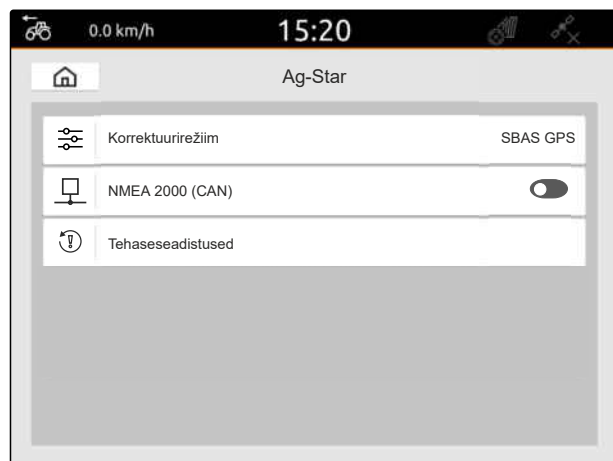 0.0 km/h 15:20
Ag-Star
Korrektuurirežiim SBAS GPS
NMEA 2000 (CAN)
Tehaseseadistused